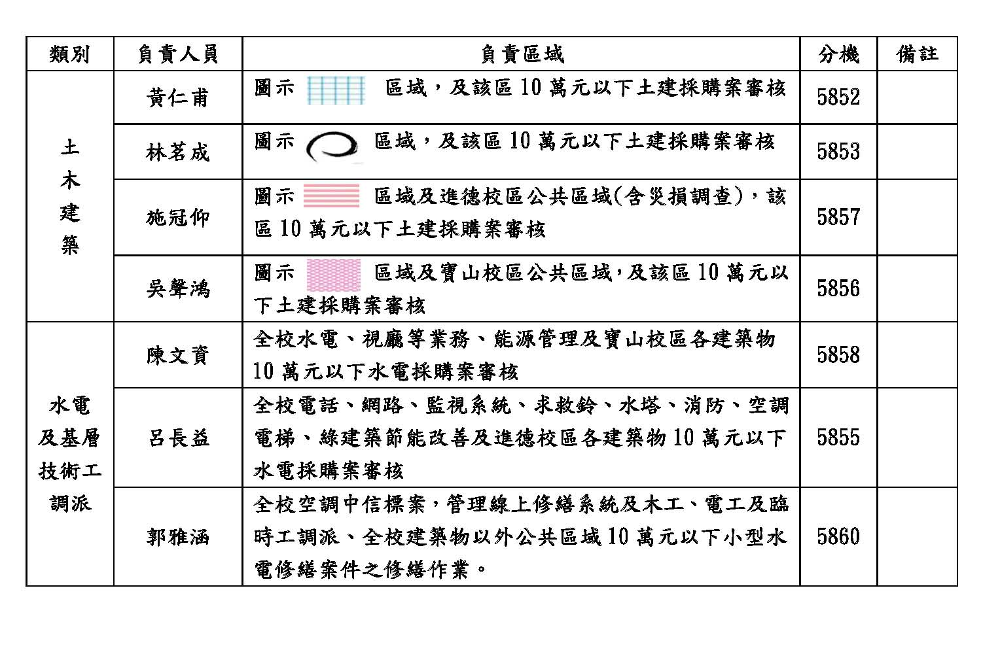 類別 負責人員 負責區域 分機 備註
土
木
建
築
黃仁甫 圖示 區域，及該區 10 萬元以下土建採購案審核 5852
林茗成 圖示 區域，及該區 10 萬元以下土建採購案審核 5853
施冠仰 圖示 區域及進德校區公共區域(含災損調查)，該
區 10 萬元以下土建採購案審核 5857
吳聲鴻 圖示 區域及寶山校區公共區域，及該區 10 萬元以
下土建採購案審核 5856
水電
及基層
技術工
調派
陳文資 全校水電、視廳等業務、能源管理及寶山校區各建築物
10 萬元以下水電採購案審核 5858
呂長益 全校電話、網路、監視系統、求救鈴、水塔、消防、空調
電梯、綠建築節能改善及進德校區各建築物 10 萬元以下
水電採購案審核 5855
郭雅涵 全校空調中信標案，管理線上修繕系統及木工、電工及臨
時工調派、全校建築物以外公共區域 10 萬元以下小型水
電修繕案件之修繕作業。 5860